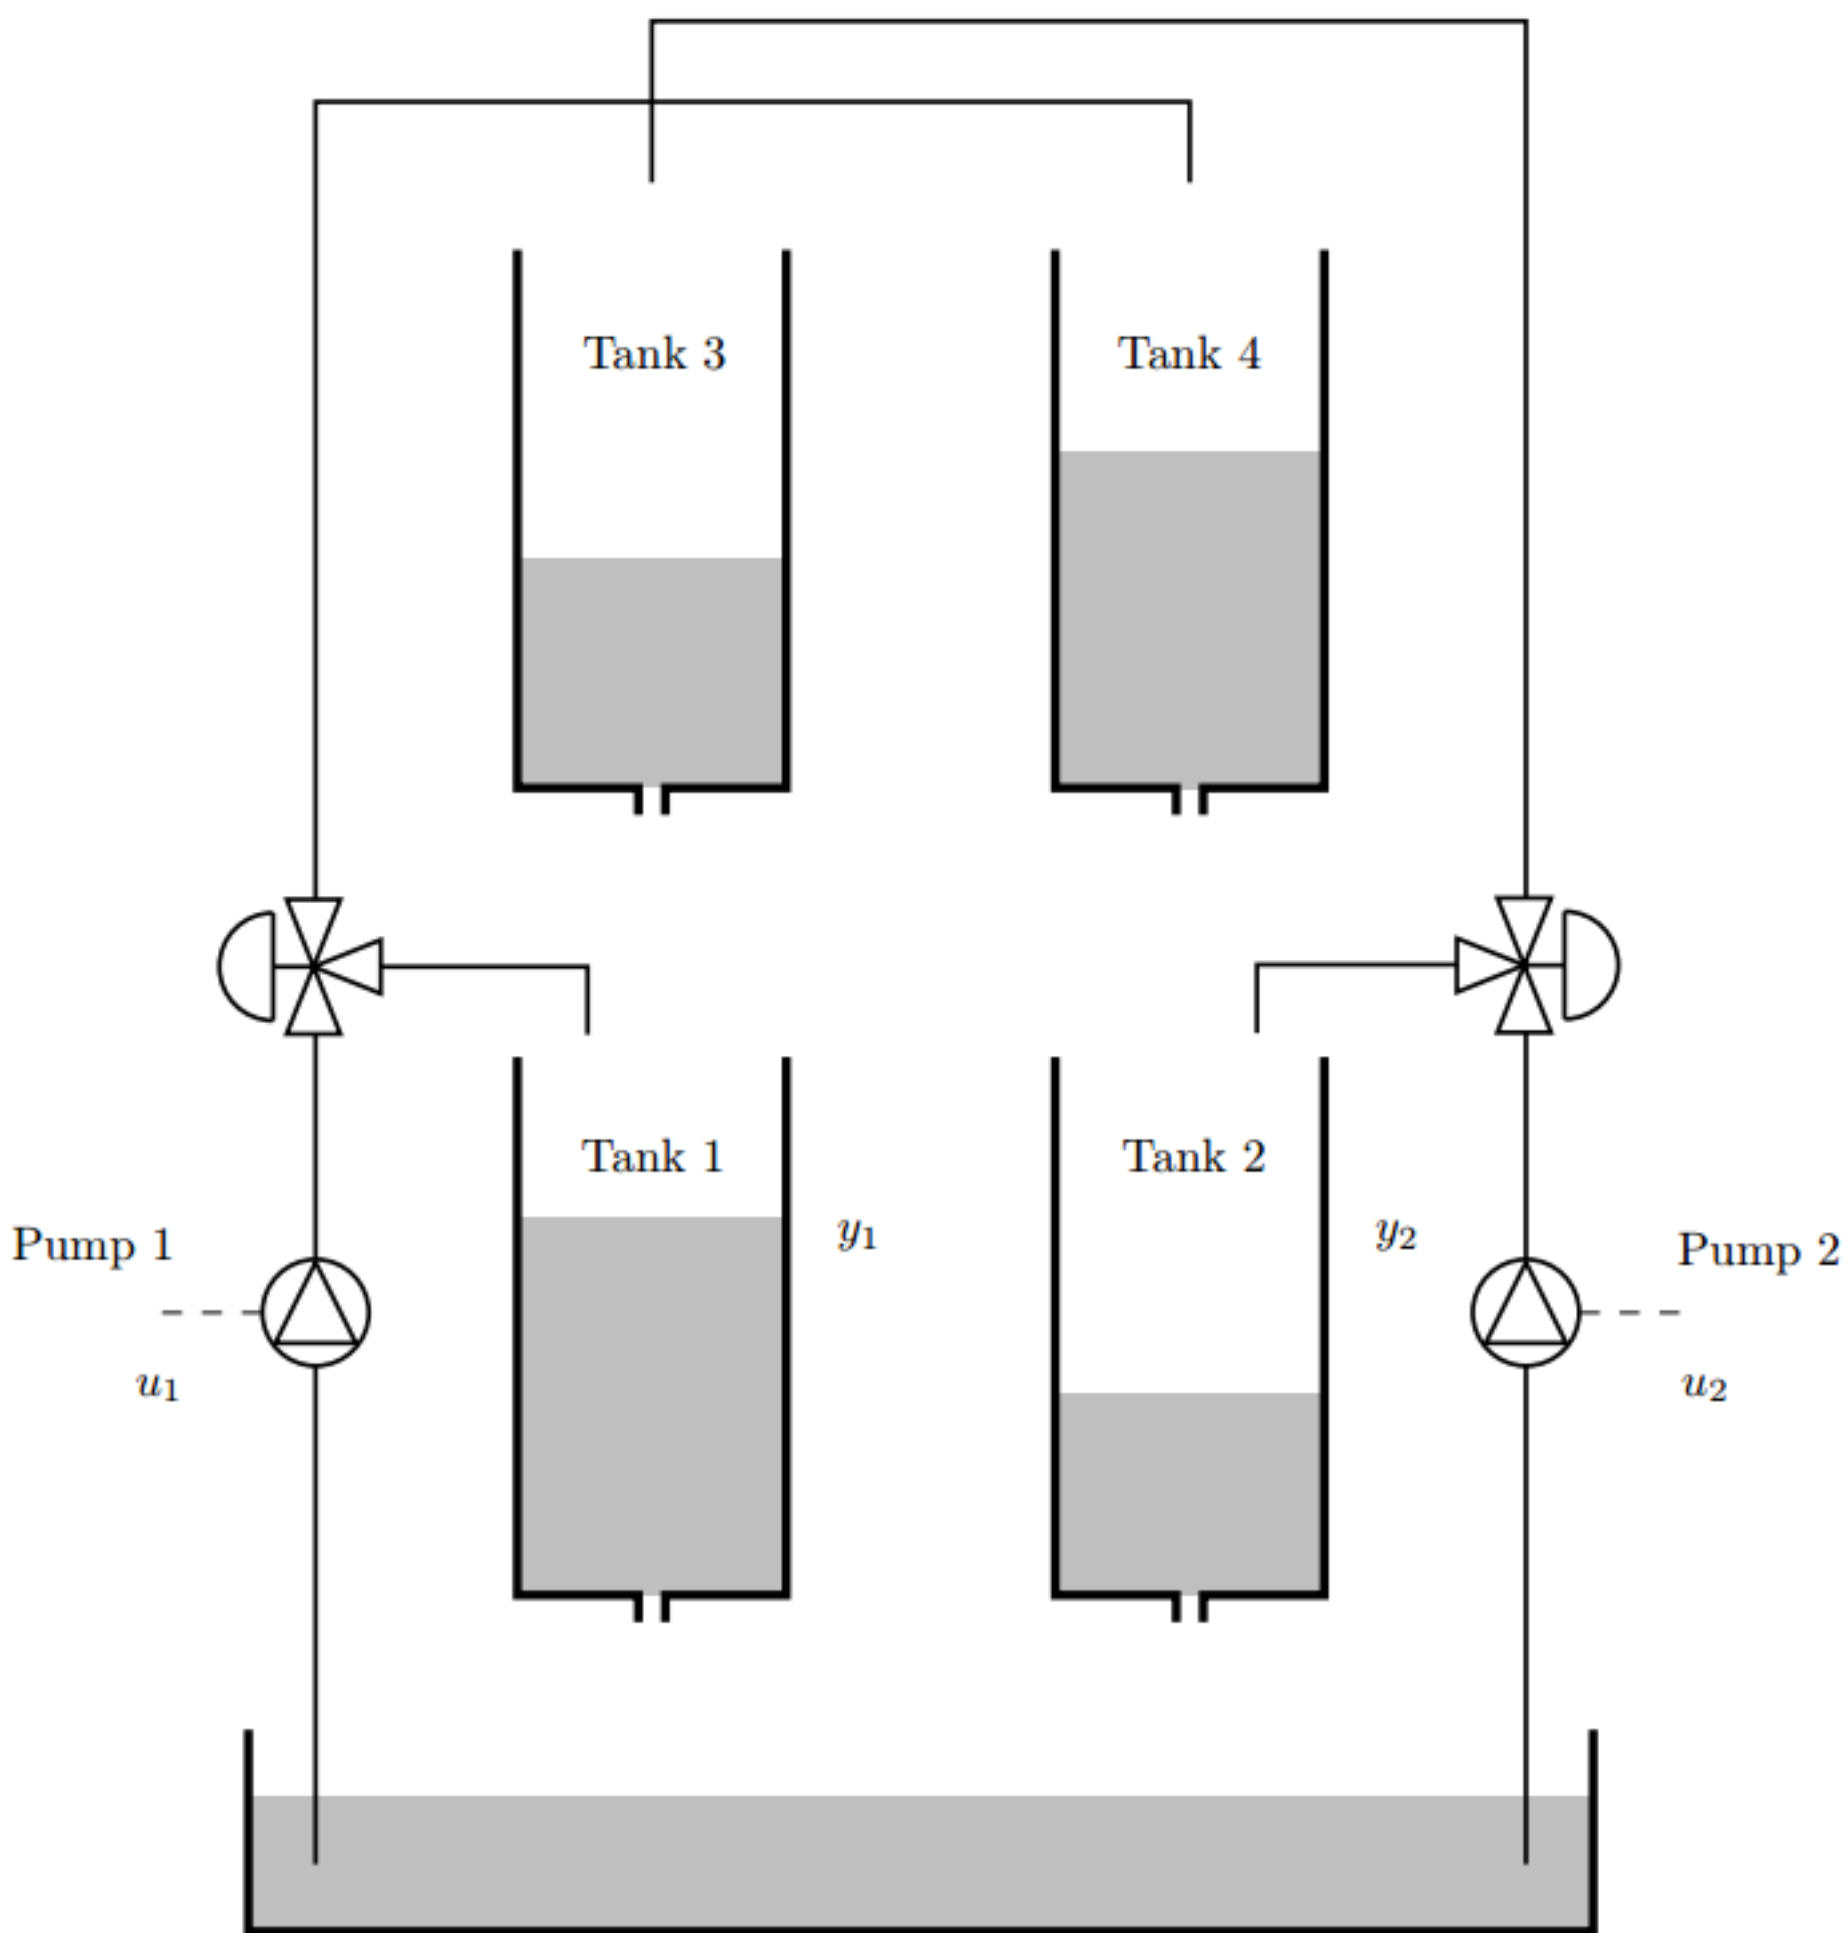 Tank 3
Tank 4
Tank 1
Tank 2
Pump 1
y₁
y₂
Pump 2
u₁
u₂